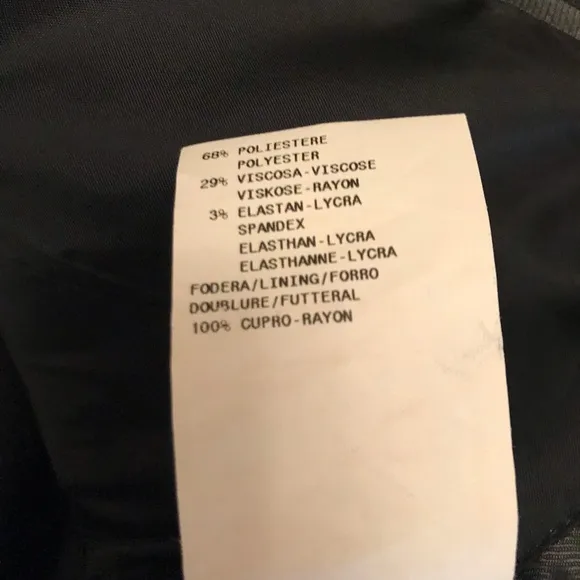 68% POLIESTERE
POLYESTER
29% VISCOSA-VISCOSE
VISKOSE-RAYON
3% ELASTAN-LYCRA
SPANDEX
ELASTHAN-LYCRA
ELASTHANNE-LYCRA
FODERA/LINING/FORRO
DOUBLURE/FUTTERAL
100% CUPRO-RAYON